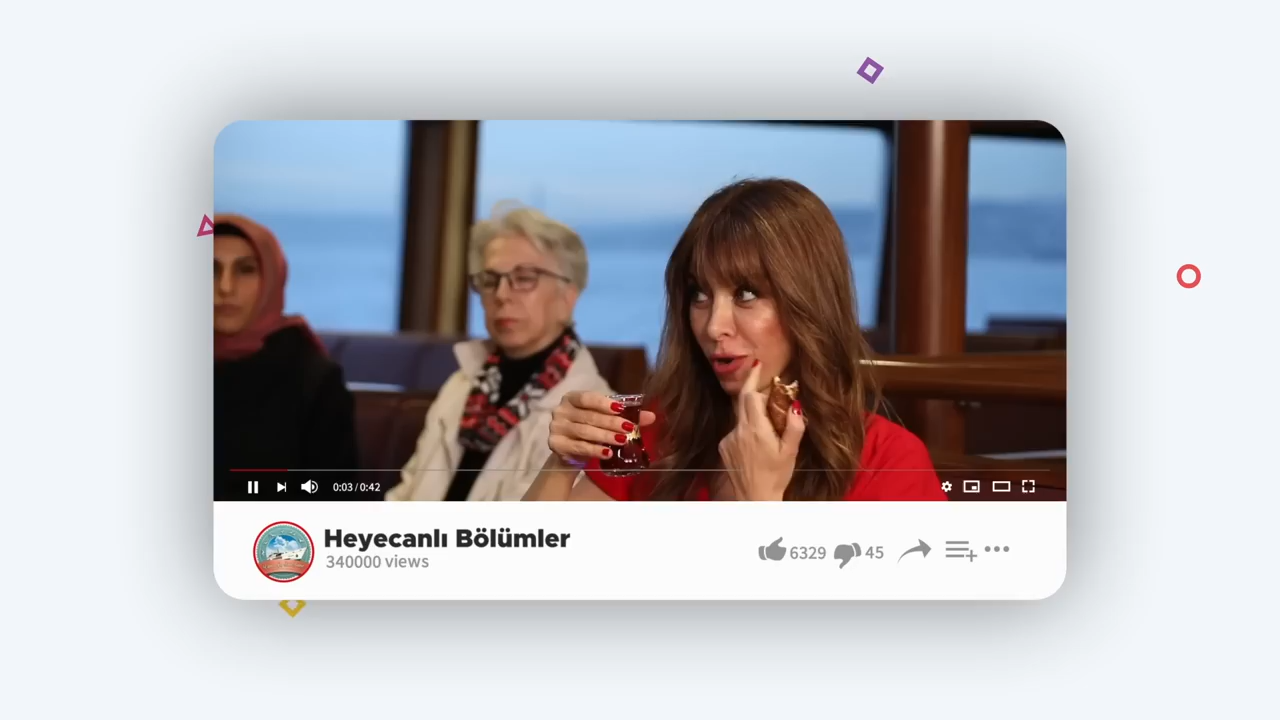 0:03 / 0:42
Heyecanlı Bölümler
340000 views
6329
45